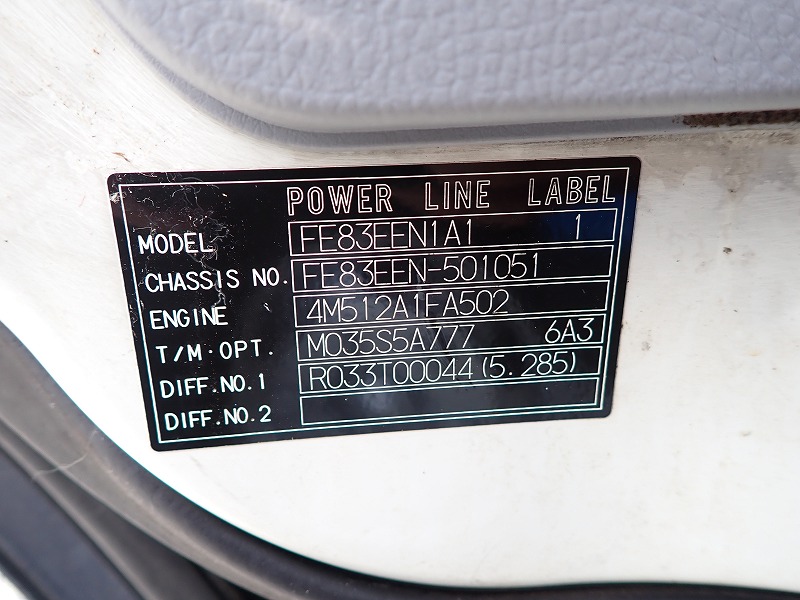 POWER LINE LABEL
MODEL FE83EEN1A1 1
CHASSIS NO. FE83EEN-501051
ENGINE 4M512A1FA502
T/M·OPT. M035S5A777 6A3
DIFF.NO.1 R033T00044(5.285)
DIFF.NO.2